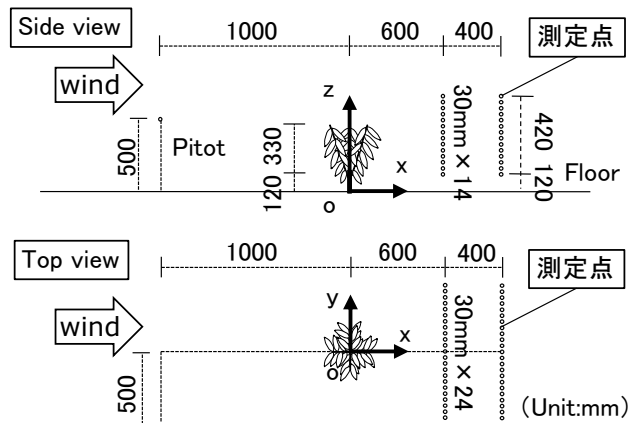 Side view
1000
600
400
測定点
wind
z
500
Pitot
120
330
x
o
30mm×14
420
120
Floor
Top view
1000
600
400
測定点
wind
y
x
o
30mm×24
500
(Unit:mm)